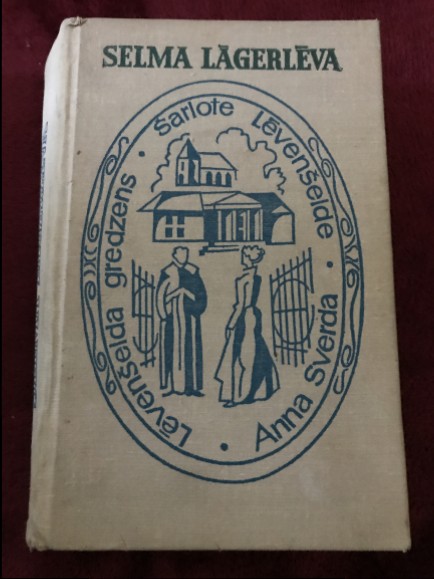 SELMA LĀGERLĒVA
Lēvenšelda gredzens · Šarlote Lēvenšelde · Anna Sverda ·